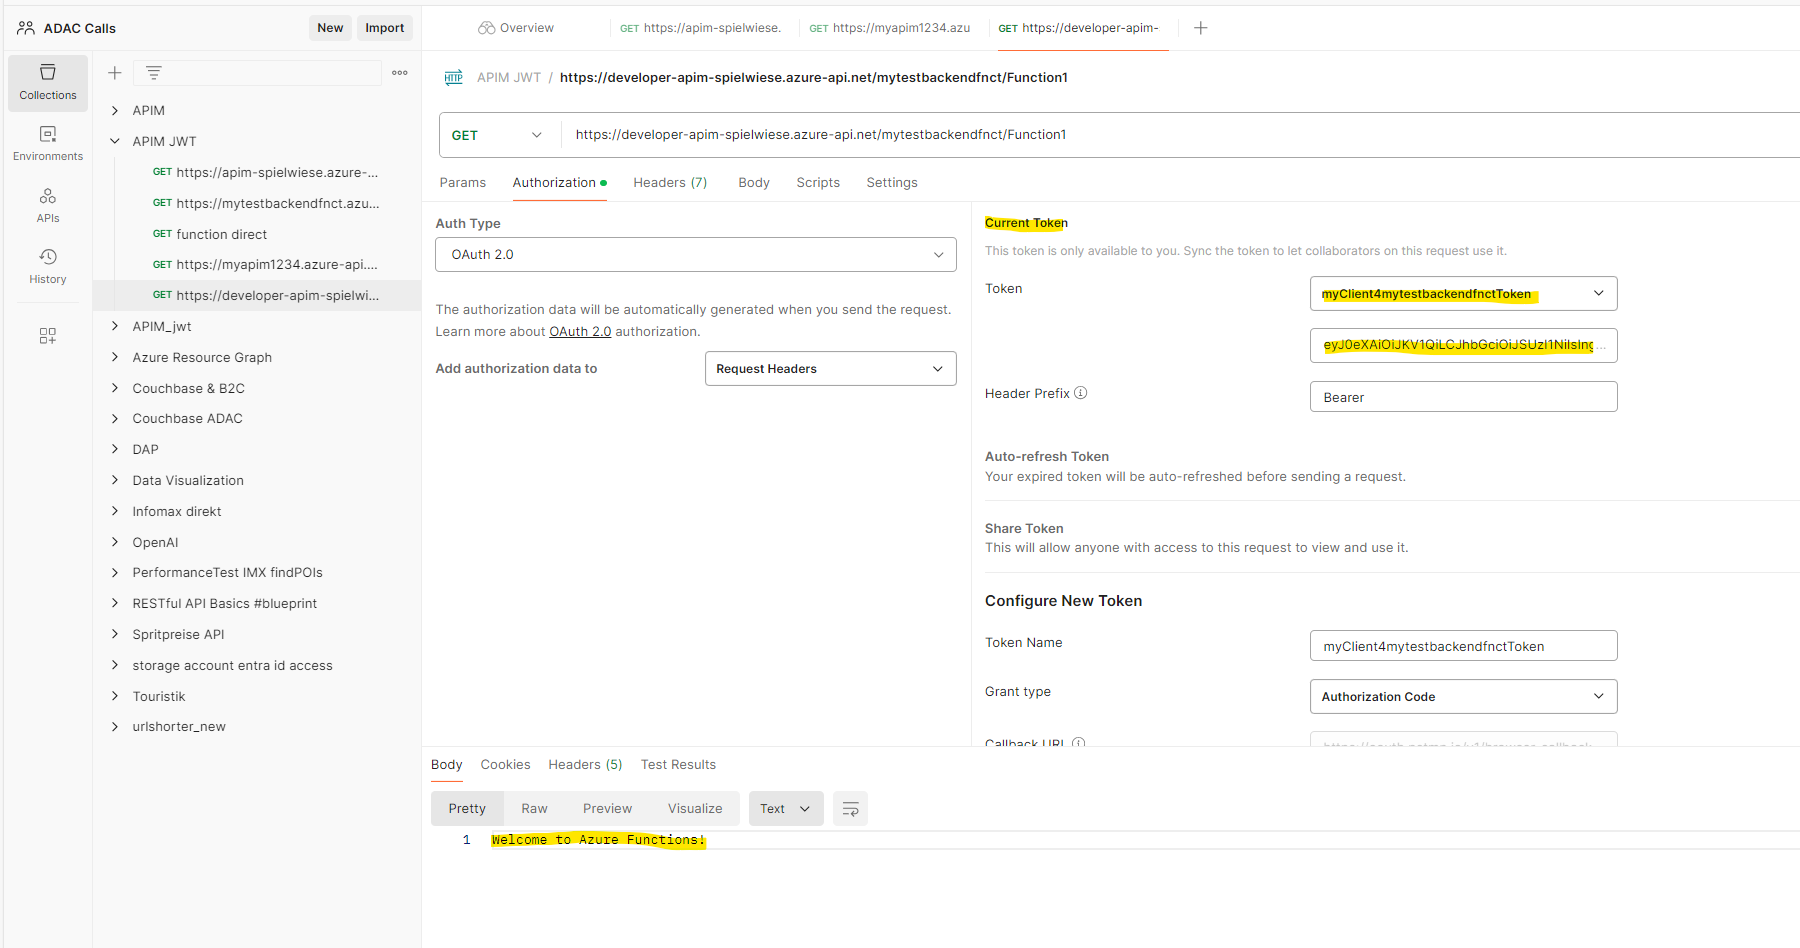 ADAC Calls
New
Import
Overview
GET https://apim-spielwiese.
GET https://myapim1234.azu
GET https://developer-apim-
Collections
Environments
APIs
History
APIM
APIM JWT
GET https://apim-spielwiese.azure-...
GET https://mytestbackendfnct.azu...
GET function direct
GET https://myapim1234.azure-api....
GET https://developer-apim-spielwi...
APIM_jwt
Azure Resource Graph
Couchbase & B2C
Couchbase ADAC
DAP
Data Visualization
Infomax direkt
OpenAI
PerformanceTest IMX findPOIs
RESTful API Basics #blueprint
Spritpreise API
storage account entra id access
Touristik
urlshorter_new
HTTP APIM JWT / https://developer-apim-spielwiese.azure-api.net/mytestbackendfnct/Function1
GET https://developer-apim-spielwiese.azure-api.net/mytestbackendfnct/Function1
Params Authorization Headers (7) Body Scripts Settings
Auth Type
OAuth 2.0
The authorization data will be automatically generated when you send the request.
Learn more about OAuth 2.0 authorization.
Add authorization data to
Request Headers
Current Token
This token is only available to you. Sync the token to let collaborators on this request use it.
Token
myClient4mytestbackendfnctToken
Header Prefix
Bearer
Auto-refresh Token
Your expired token will be auto-refreshed before sending a request.
Share Token
This will allow anyone with access to this request to view and use it.
Configure New Token
Token Name
myClient4mytestbackendfnctToken
Grant type
Authorization Code
Callback URL
Body Cookies Headers (5) Test Results
Pretty Raw Preview Visualize Text
1 Welcome to Azure Functions!